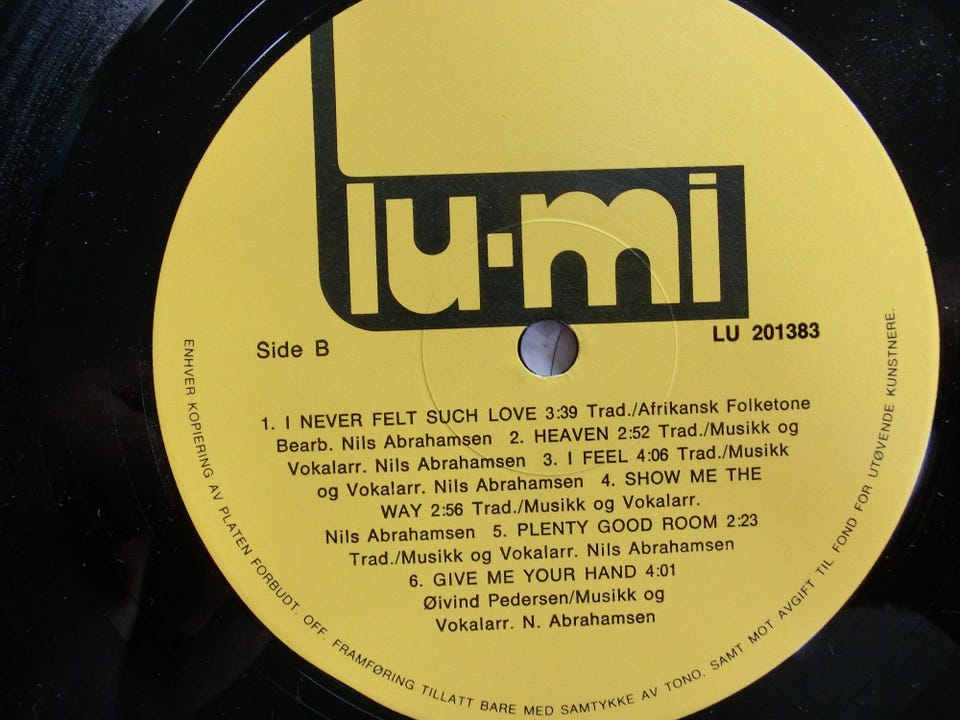 lu·mi
LU 201383
Side B
1. I NEVER FELT SUCH LOVE 3:39 Trad./Afrikansk Folketone
Bearb. Nils Abrahamsen 2. HEAVEN 2:52 Trad./Musikk og
Vokalarr. Nils Abrahamsen 3. I FEEL 4:06 Trad./Musikk
og Vokalarr. Nils Abrahamsen 4. SHOW ME THE
WAY 2:56 Trad./Musikk og Vokalarr.
Nils Abrahamsen 5. PLENTY GOOD ROOM 2:23
Trad./Musikk og Vokalarr. Nils Abrahamsen
6. GIVE ME YOUR HAND 4:01
Øivind Pedersen/Musikk og
Vokalarr. N. Abrahamsen
ENHVER KOPIERING AV PLATEN FORBUDT. OFF. FRAMFØRING TILLATT BARE MED SAMTYKKE AV TONO, SAMT MOT AVGIFT TIL FOND FOR UTØVENDE KUNSTNERE.